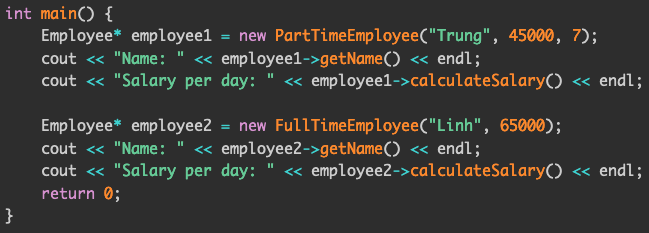 int main() {
    Employee* employee1 = new PartTimeEmployee("Trung", 45000, 7);
    cout << "Name: " << employee1->getName() << endl;
    cout << "Salary per day: " << employee1->calculateSalary() << endl;

    Employee* employee2 = new FullTimeEmployee("Linh", 65000);
    cout << "Name: " << employee2->getName() << endl;
    cout << "Salary per day: " << employee2->calculateSalary() << endl;
    return 0;
}